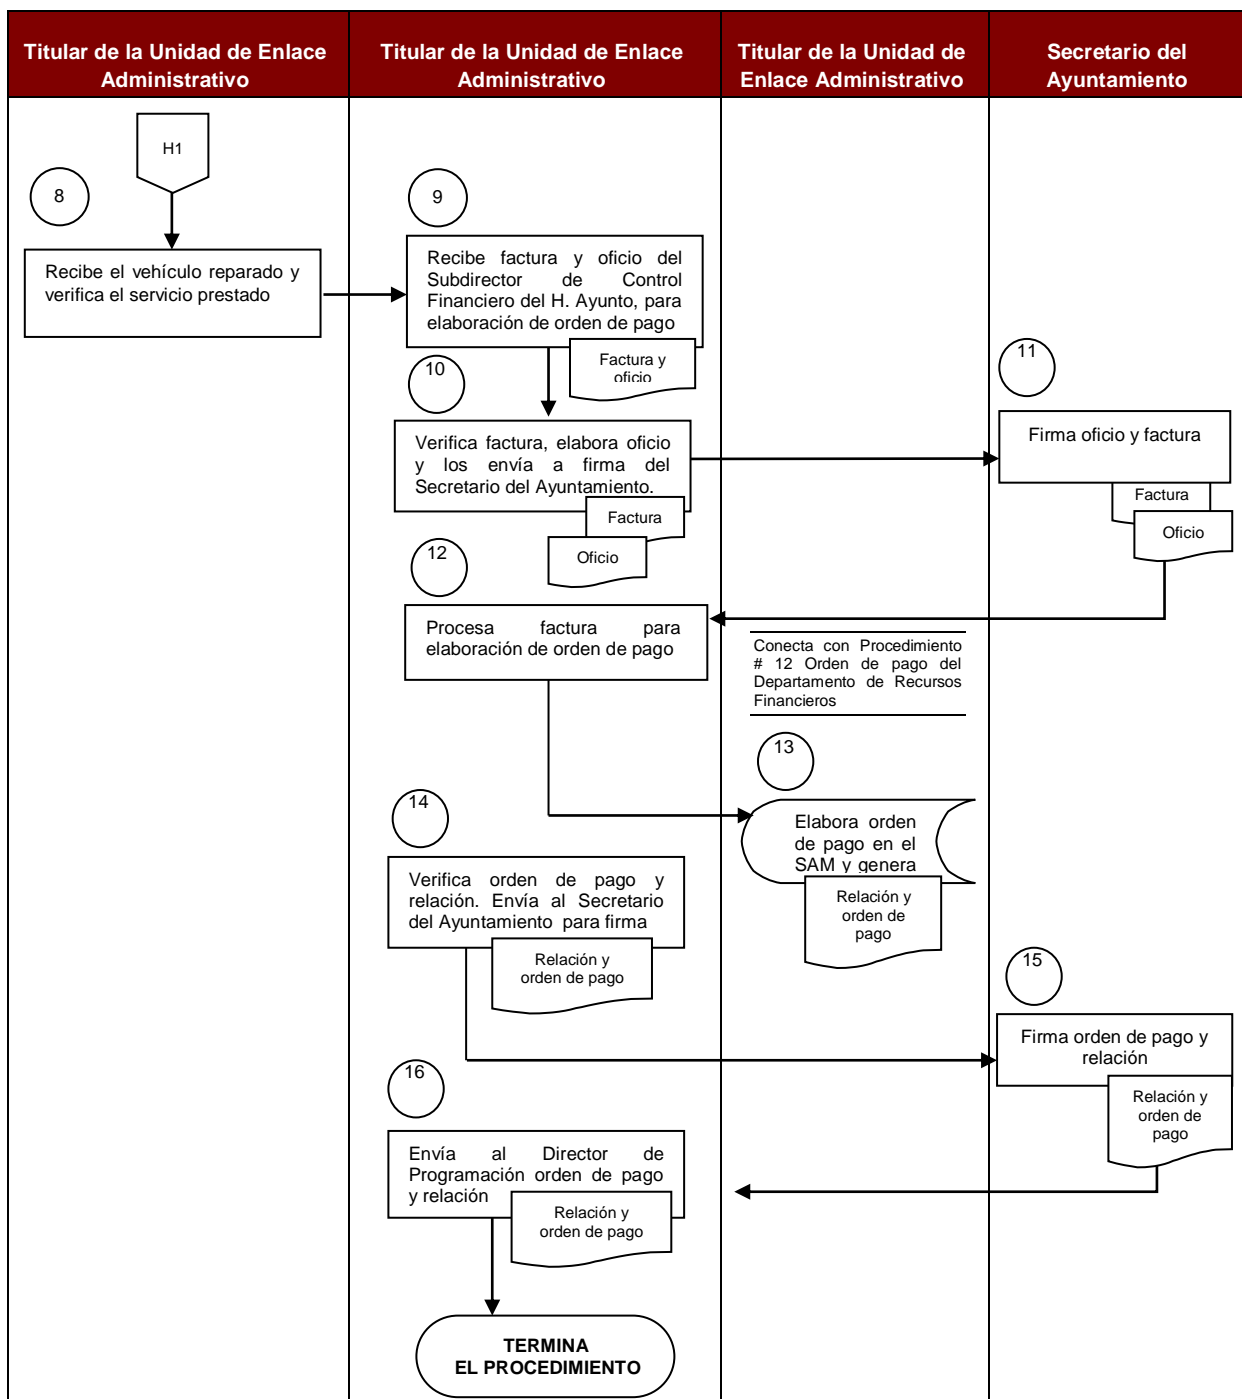 Titular de la Unidad de Enlace
Administrativo
Titular de la Unidad de Enlace
Administrativo
Titular de la Unidad de
Enlace Administrativo
Secretario del
Ayuntamiento
H1
8
Recibe el vehículo reparado y
verifica el servicio prestado
9
Recibe factura y oficio del
Subdirector de Control
Financiero del H. Ayunto, para
elaboración de orden de pago
Factura y
oficio
10
Verifica factura, elabora oficio
y los envía a firma del
Secretario del Ayuntamiento.
Factura
Oficio
11
Firma oficio y factura
Factura
Oficio
12
Procesa factura para
elaboración de orden de pago
Conecta con Procedimiento
# 12 Orden de pago del
Departamento de Recursos
Financieros
13
Elabora orden
de pago en el
SAM y genera
Relación y
orden de
pago
14
Verifica orden de pago y
relación. Envía al Secretario
del Ayuntamiento para firma
Relación y
orden de pago
15
Firma orden de pago y
relación
Relación y
orden de
pago
16
Envía al Director de
Programación orden de pago
y relación
Relación y
orden de pago
TERMINA
EL PROCEDIMIENTO